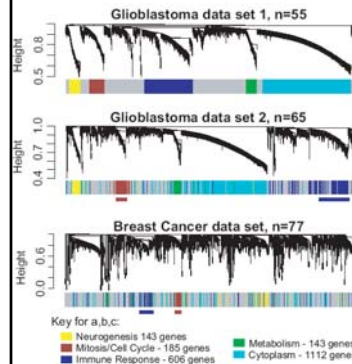 Glioblastoma data set 1, n=55
Height
0.5 0.8
Glioblastoma data set 2, n=65
Height
0.4 0.7 1.0
Breast Cancer data set, n=77
Height
0.0 0.6
Key for a,b,c:
Neurogenesis 143 genes
Mitosis/Cell Cycle - 185 genes
Immune Response - 606 genes
Metabolism - 143 genes
Cytoplasm - 1112 genes